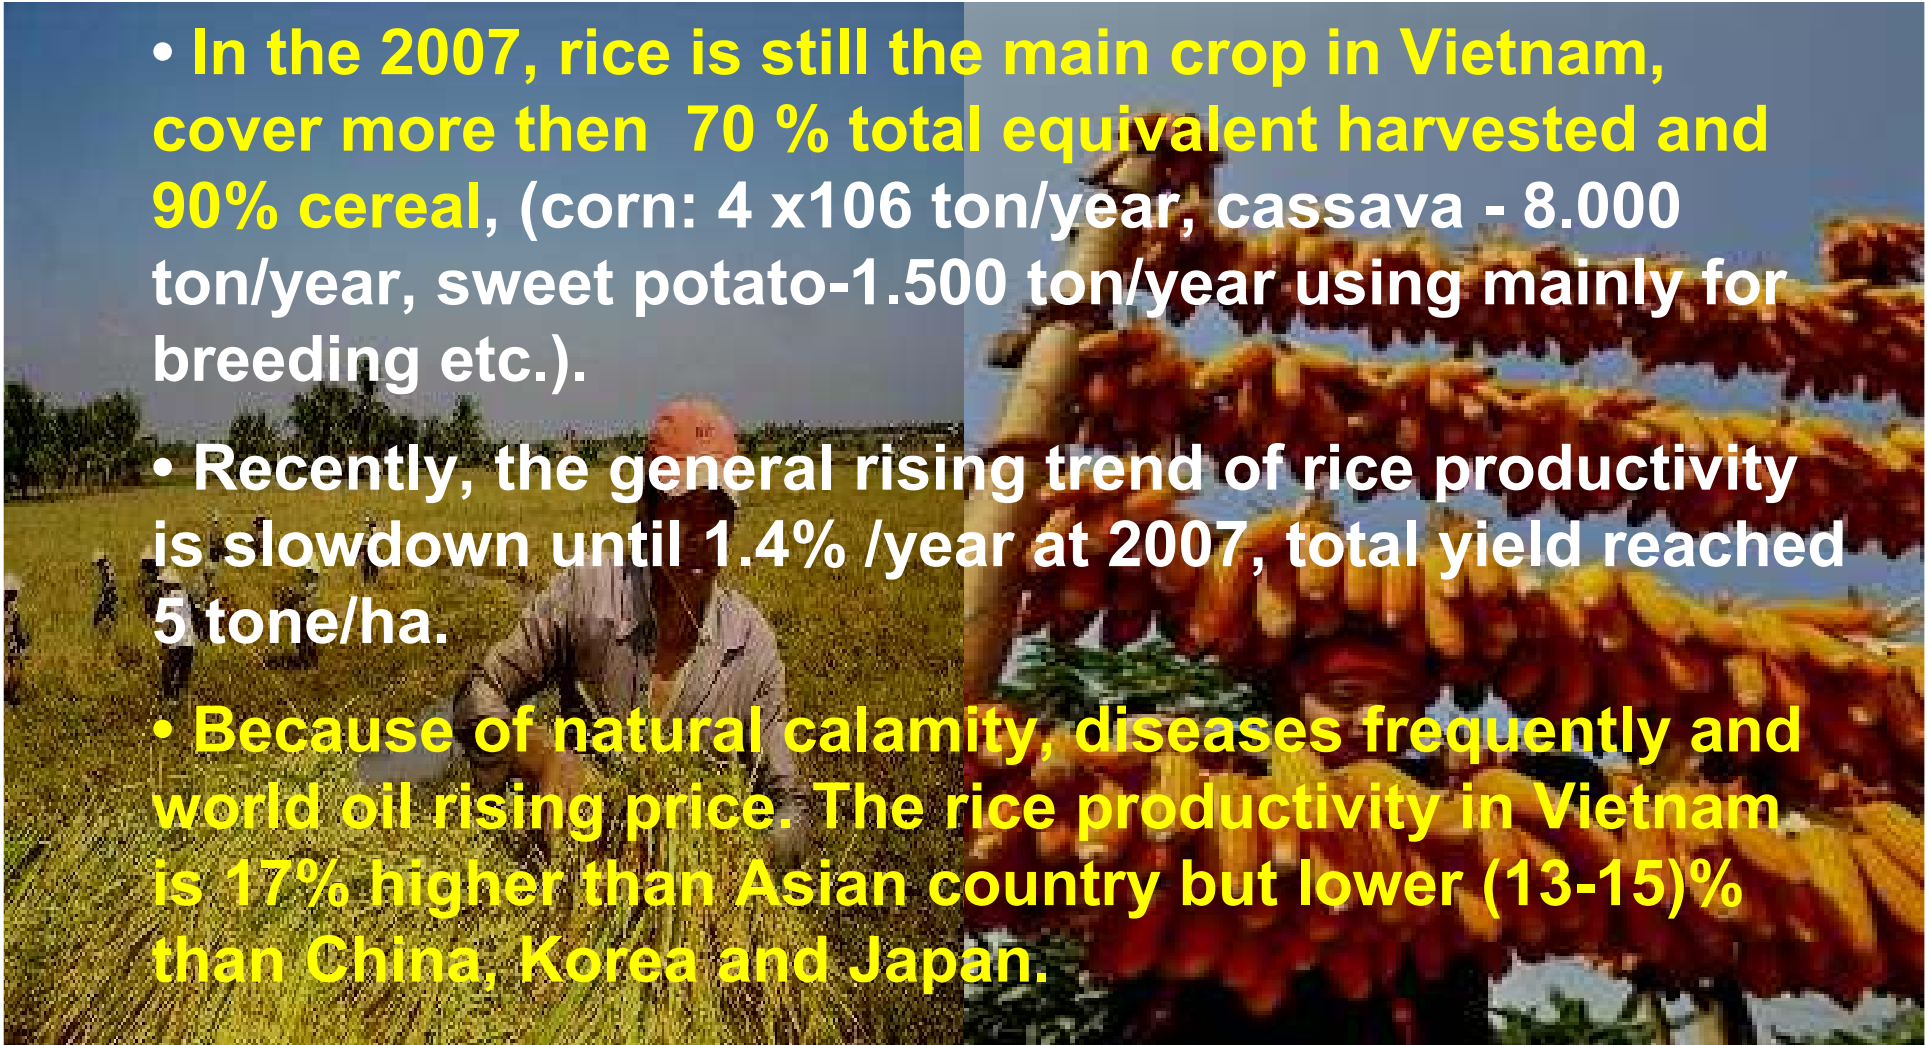 • In the 2007, rice is still the main crop in Vietnam,
cover more then 70 % total equivalent harvested and
90% cereal, (corn: 4 x106 ton/year, cassava - 8.000
ton/year, sweet potato-1.500 ton/year using mainly for
breeding etc.).
• Recently, the general rising trend of rice productivity
is slowdown until 1.4% /year at 2007, total yield reached
5 tone/ha.
• Because of natural calamity, diseases frequently and
world oil rising price. The rice productivity in Vietnam
is 17% higher than Asian country but lower (13-15)%
than China, Korea and Japan.